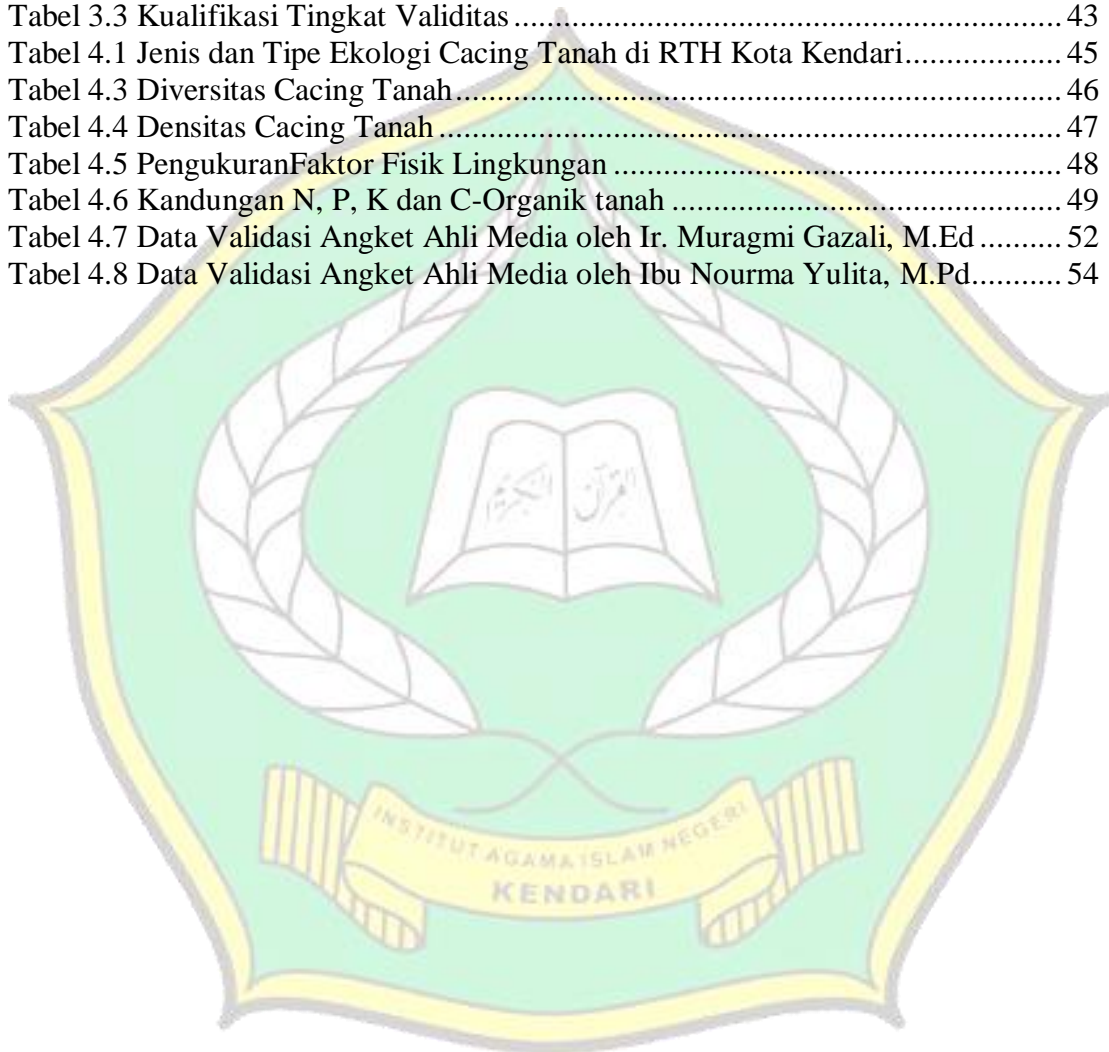 Tabel 3.3 Kualifikasi Tingkat Validitas.................................................................... 43
Tabel 4.1 Jenis dan Tipe Ekologi Cacing Tanah di RTH Kota Kendari.................. 45
Tabel 4.3 Diversitas Cacing Tanah........................................................................... 46
Tabel 4.4 Densitas Cacing Tanah.............................................................................. 47
Tabel 4.5 PengukuranFaktor Fisik Lingkungan........................................................ 48
Tabel 4.6 Kandungan N, P, K dan C-Organik tanah................................................. 49
Tabel 4.7 Data Validasi Angket Ahli Media oleh Ir. Muragmi Gazali, M.Ed.......... 52
Tabel 4.8 Data Validasi Angket Ahli Media oleh Ibu Nourma Yulita, M.Pd........... 54
القرآن الكريم
INSTITUT AGAMA ISLAM NEGERI
KENDARI